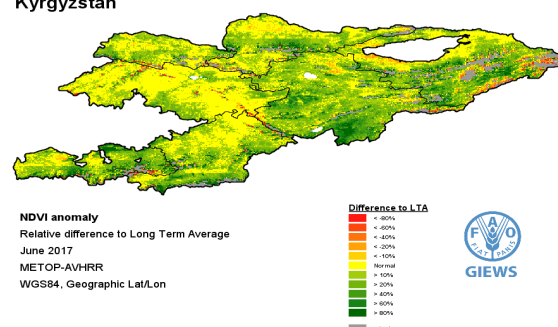 Kyrgyzstan
NDVI anomaly
Relative difference to Long Term Average
June 2017
METOP-AVHRR
WGS84, Geographic Lat/Lon
Difference to LTA
< -80%
< -60%
< -40%
< -20%
< -10%
Normal
> 10%
> 20%
> 40%
> 60%
> 80%
FAO
FIAT PANIS
GIEWS